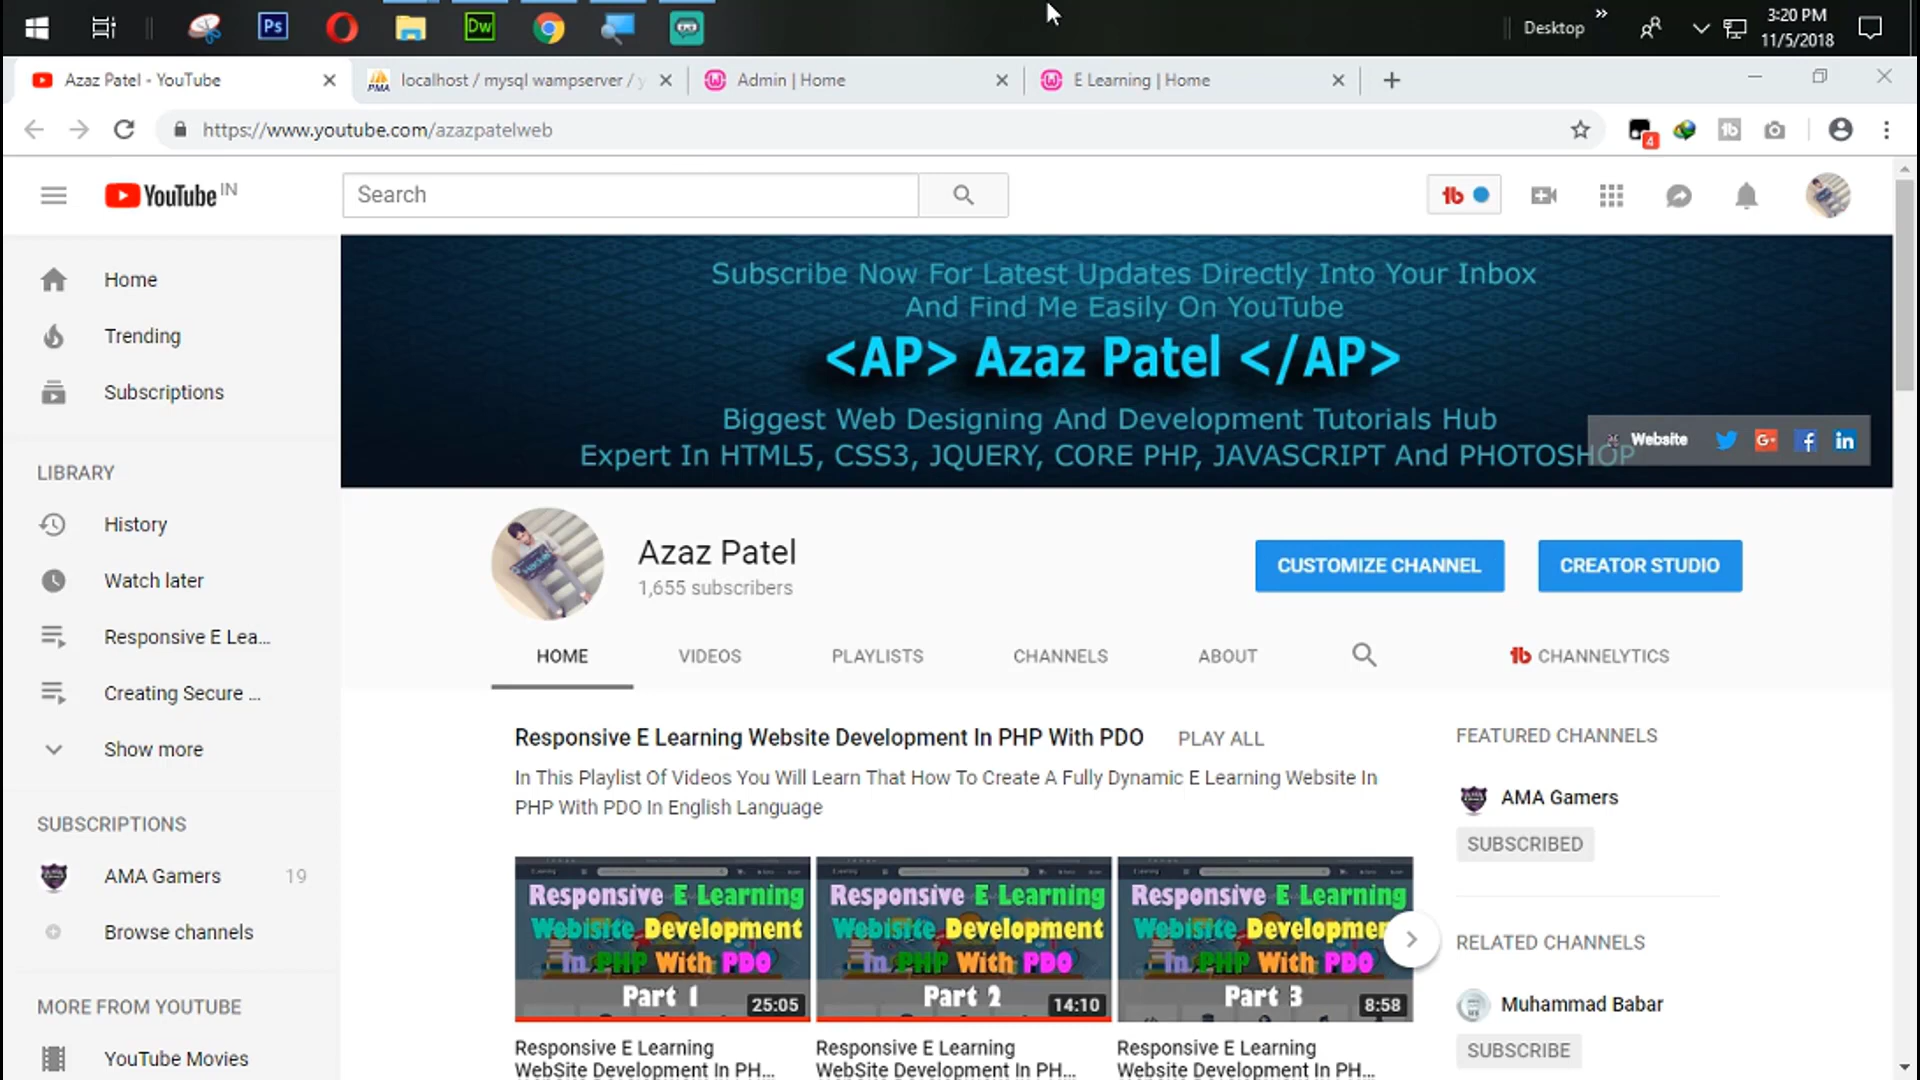 Ps
Dw
Desktop
3:20 PM
11/5/2018
Azaz Patel - YouTube
localhost / mysql wampserver / y
Admin | Home
E Learning | Home
https://www.youtube.com/azazpatelweb
4
YouTube IN
Search
Home
Trending
Subscriptions
LIBRARY
History
Watch later
Responsive E Lea...
Creating Secure ...
Show more
SUBSCRIPTIONS
AMA Gamers 19
Browse channels
MORE FROM YOUTUBE
YouTube Movies
Subscribe Now For Latest Updates Directly Into Your Inbox
And Find Me Easily On YouTube
<AP> Azaz Patel </AP>
Biggest Web Designing And Development Tutorials Hub
Expert In HTML5, CSS3, JQUERY, CORE PHP, JAVASCRIPT And PHOTOSHOP
Website
Azaz Patel
1,655 subscribers
CUSTOMIZE CHANNEL
CREATOR STUDIO
HOME
VIDEOS
PLAYLISTS
CHANNELS
ABOUT
CHANNELYTICS
Responsive E Learning Website Development In PHP With PDO
PLAY ALL
In This Playlist Of Videos You Will Learn That How To Create A Fully Dynamic E Learning Website In
PHP With PDO In English Language
Responsive E Learning
Webisite Development
In PHP With PDO
Part 1
25:05
Responsive E Learning
WebSite Development In PH...
Responsive E Learning
Webisite Development
In PHP With PDO
Part 2
14:10
Responsive E Learning
WebSite Development In PH...
Responsive E Learning
Webisite Developmen
In PHP With PDO
Part 3
8:58
Responsive E Learning
WebSite Development In PH...
FEATURED CHANNELS
AMA Gamers
SUBSCRIBED
RELATED CHANNELS
Muhammad Babar
SUBSCRIBE